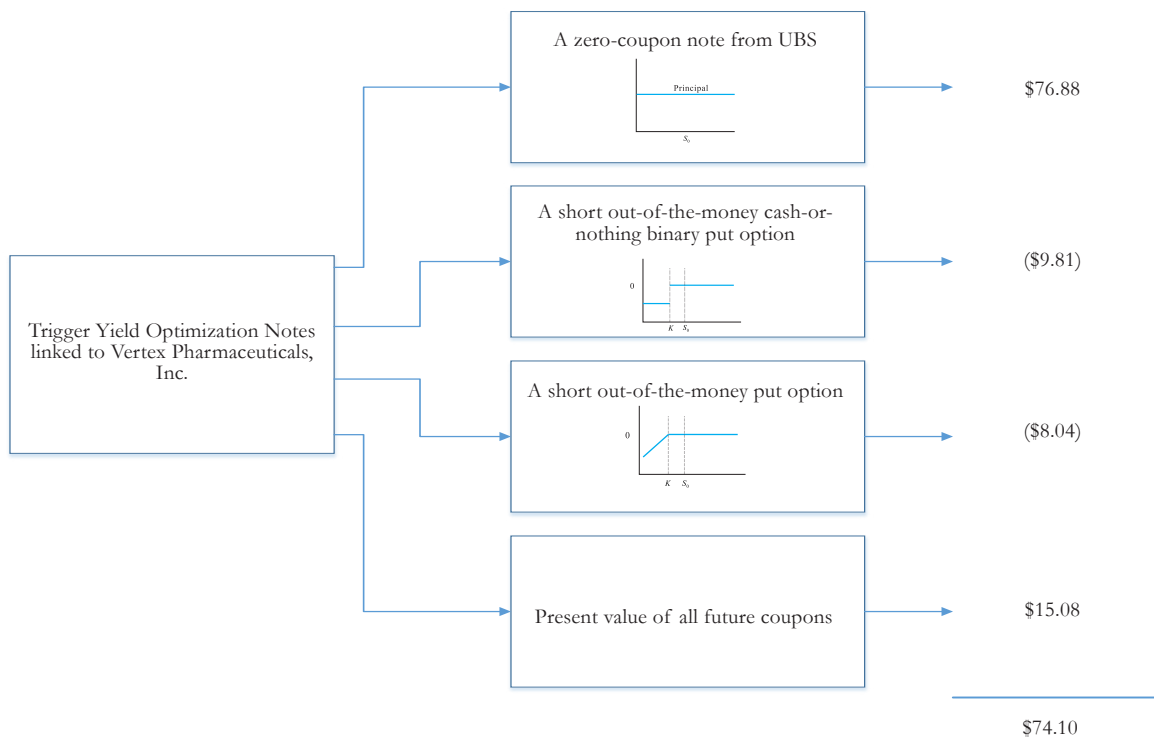 A zero-coupon note from UBS
Principal
S0
$76.88
A short out-of-the-money cash-or-
nothing binary put option
0
K S0
($9.81)
Trigger Yield Optimization Notes
linked to Vertex Pharmaceuticals,
Inc.
A short out-of-the-money put option
0
K S0
($8.04)
Present value of all future coupons
$15.08
$74.10